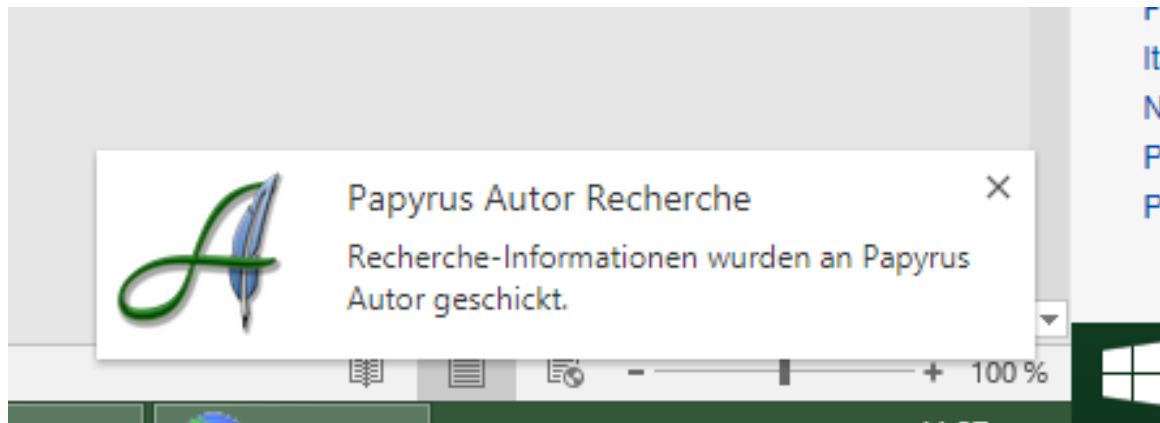 Papyrus Autor Recherche
Recherche-Informationen wurden an Papyrus
Autor geschickt.
100 %